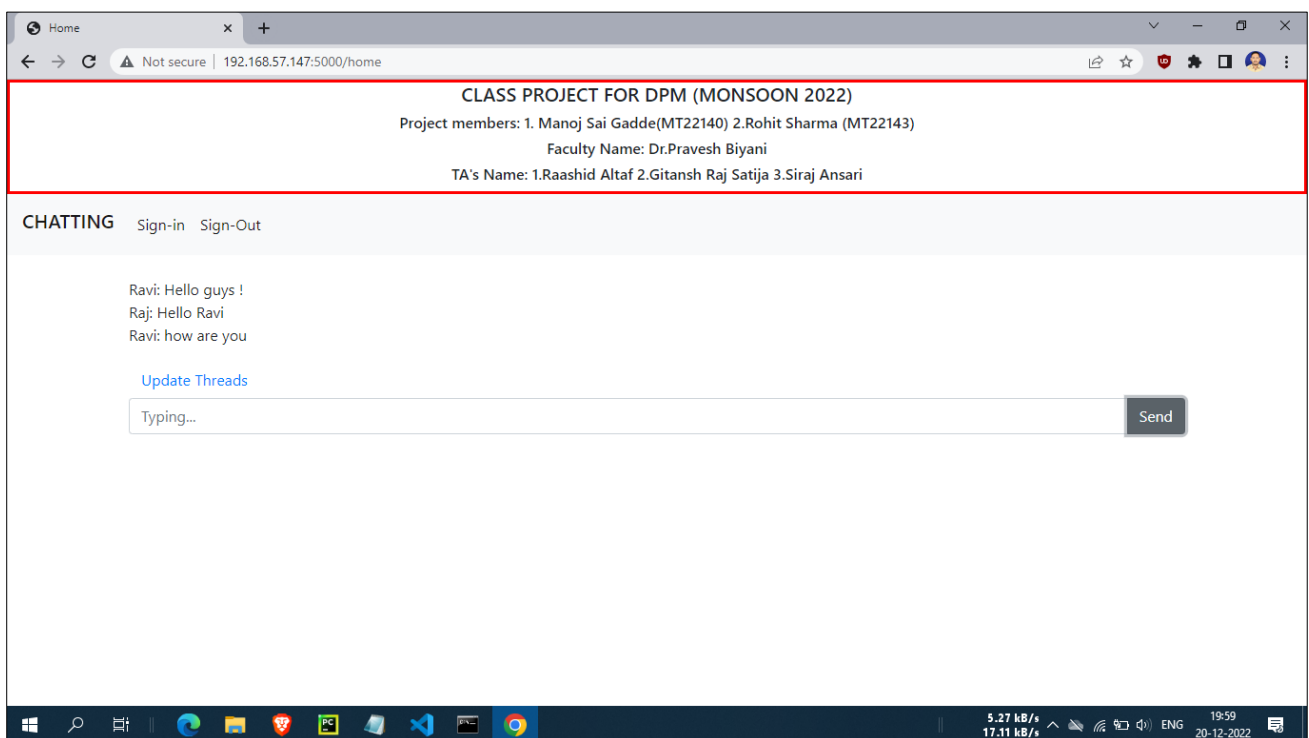 Home
Not secure | 192.168.57.147:5000/home
CLASS PROJECT FOR DPM (MONSOON 2022)
Project members: 1. Manoj Sai Gadde(MT22140) 2.Rohit Sharma (MT22143)
Faculty Name: Dr.Pravesh Biyani
TA's Name: 1.Raashid Altaf 2.Gitansh Raj Satija 3.Siraj Ansari
CHATTING Sign-in Sign-Out
Ravi: Hello guys !
Raj: Hello Ravi
Ravi: how are you
Update Threads
Typing... Send
5.27 kB/s
17.11 kB/s
ENG
19:59
20-12-2022